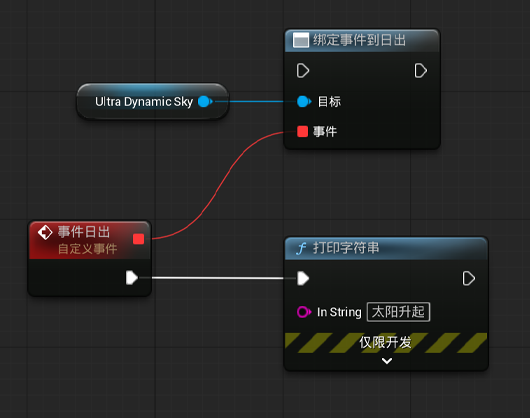 绑定事件到日出
Ultra Dynamic Sky
目标
事件
事件日出
自定义事件
打印字符串
In String 太阳升起
仅限开发